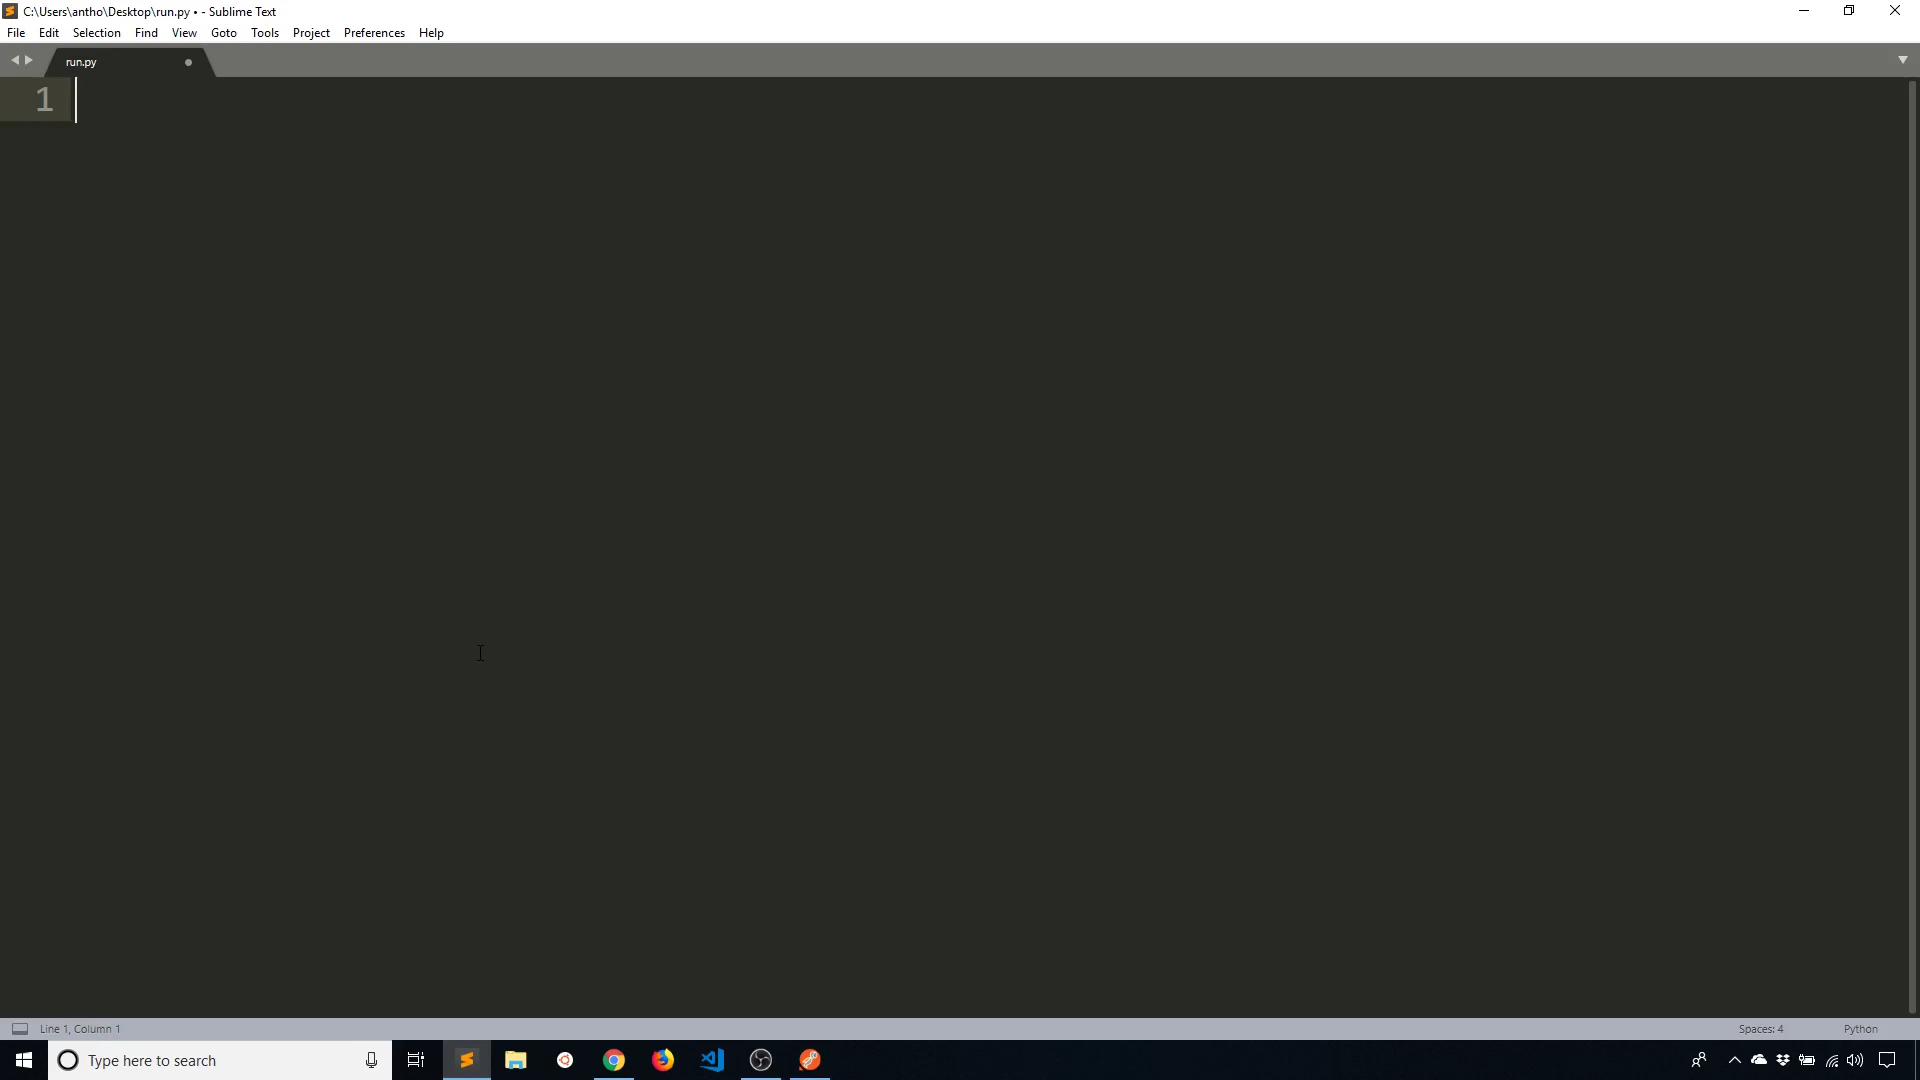 C:\Users\antho\Desktop\run.py • - Sublime Text
File Edit Selection Find View Goto Tools Project Preferences Help
run.py
1
Line 1, Column 1 Spaces: 4 Python
Type here to search